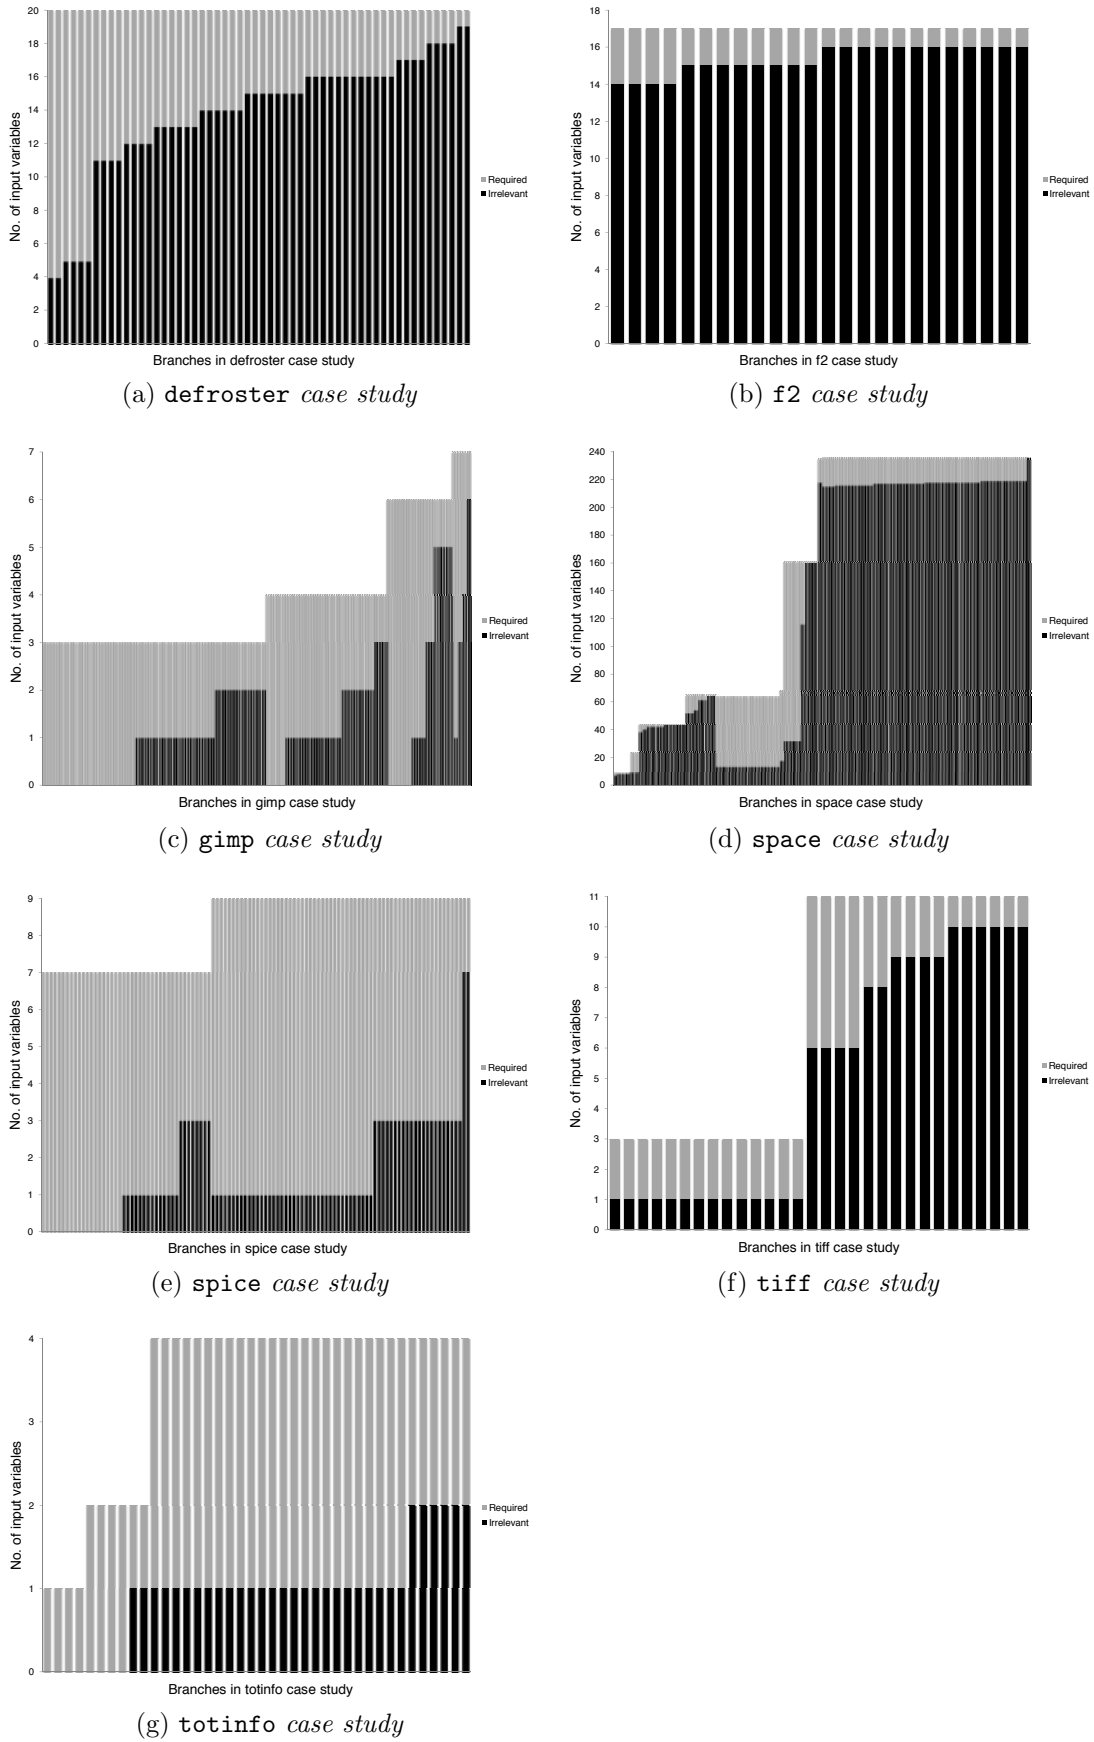 20
18
16
14
12
10
8
6
4
2
0
No. of input variables
Required
Irrelevant
Branches in defroster case study
(a) defroster case study
18
16
14
12
10
8
6
4
2
0
No. of input variables
Required
Irrelevant
Branches in f2 case study
(b) f2 case study
7
6
5
4
3
2
1
0
No. of input variables
Required
Irrelevant
Branches in gimp case study
(c) gimp case study
240
220
200
180
160
140
120
100
80
60
40
20
0
No. of input variables
Required
Irrelevant
Branches in space case study
(d) space case study
9
8
7
6
5
4
3
2
1
0
No. of input variables
Required
Irrelevant
Branches in spice case study
(e) spice case study
11
10
9
8
7
6
5
4
3
2
1
0
No. of input variables
Required
Irrelevant
Branches in tiff case study
(f) tiff case study
4
3
2
1
0
No. of input variables
Required
Irrelevant
Branches in totinfo case study
(g) totinfo case study